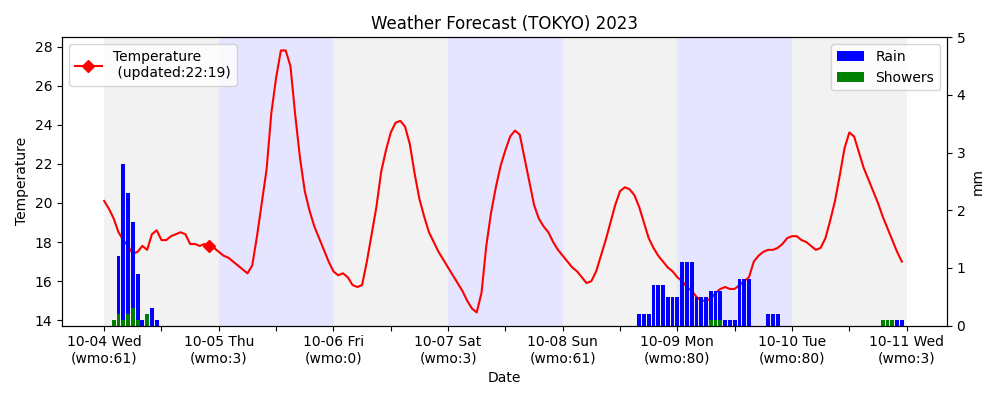 Weather Forecast (TOKYO) 2023
Temperature
(updated:22:19)
Rain
Showers
28
26
24
22
20
18
16
14
Temperature
5
4
3
2
1
0
mm
10-04 Wed
(wmo:61)
10-05 Thu
(wmo:3)
10-06 Fri
(wmo:0)
10-07 Sat
(wmo:3)
10-08 Sun
(wmo:61)
10-09 Mon
(wmo:80)
10-10 Tue
(wmo:80)
10-11 Wed
(wmo:3)
Date